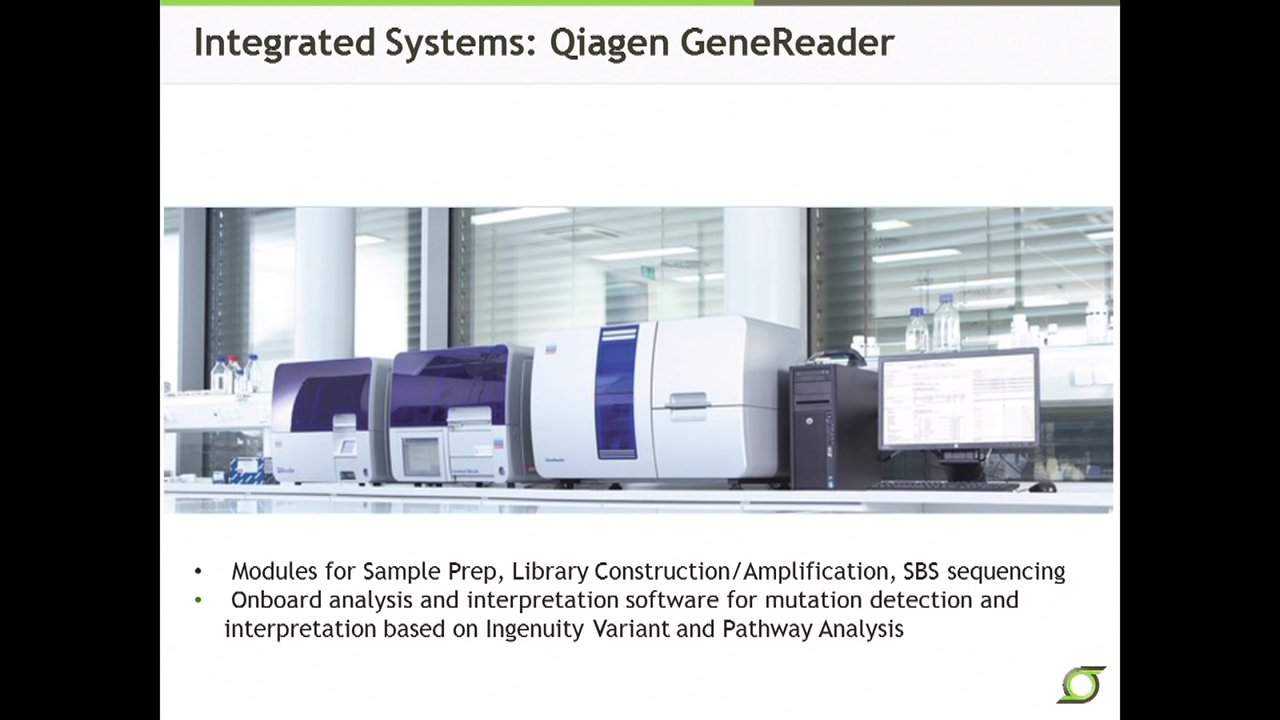 Integrated Systems: Qiagen GeneReader
• Modules for Sample Prep, Library Construction/Amplification, SBS sequencing
• Onboard analysis and interpretation software for mutation detection and
interpretation based on Ingenuity Variant and Pathway Analysis